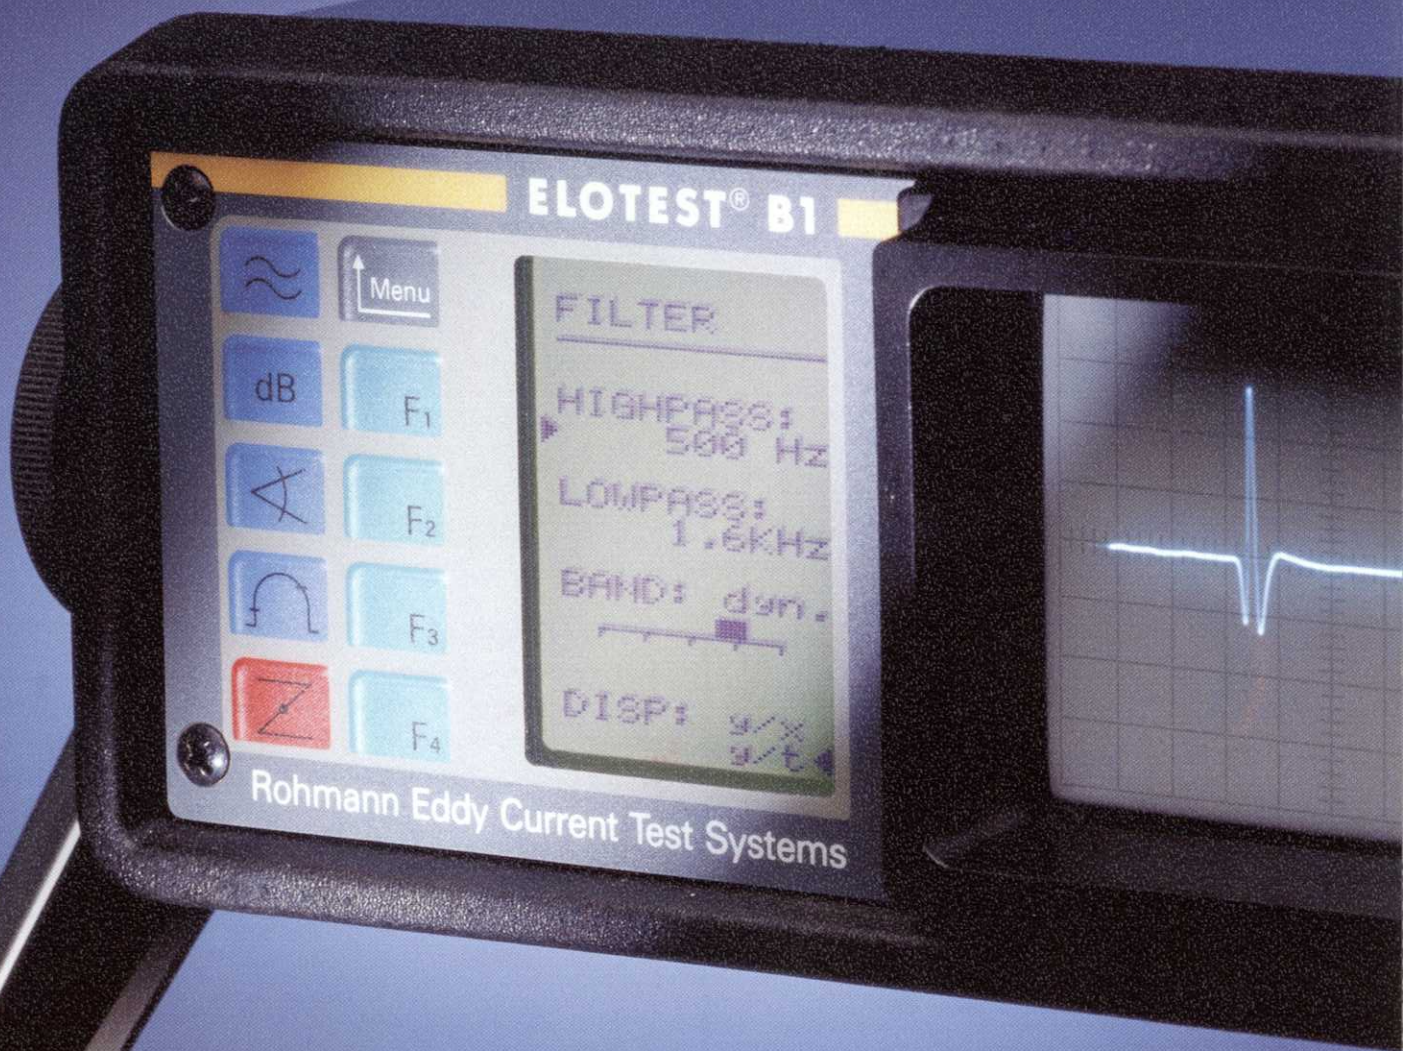 ELOTEST® B1
Menu
dB
F1
F2
F3
F4
FILTER
HIGHPASS:
500 Hz
LOWPASS:
1.6KHz
BAND: dyn.
DISP: y/x
y/t
Rohmann Eddy Current Test Systems